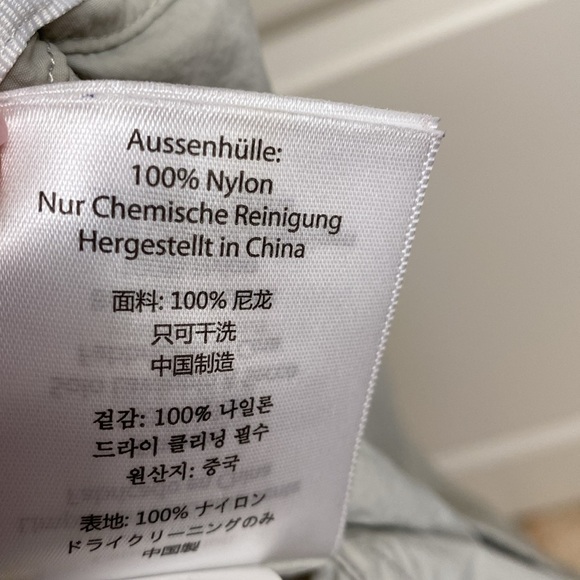 Aussenhülle:
100% Nylon
Nur Chemische Reinigung
Hergestellt in China
面料: 100% 尼龙
只可干洗
中国制造
겉감: 100% 나일론
드라이 클리닝 필수
원산지: 중국
表地: 100% ナイロン
ドライクリーニングのみ
中国製